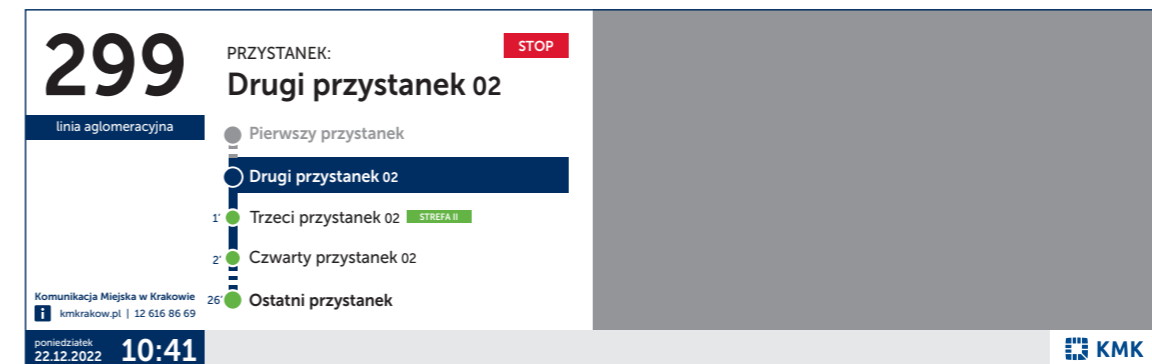 299
linia aglomeracyjna
PRZYSTANEK:
STOP
Drugi przystanek 02
Pierwszy przystanek
Drugi przystanek 02
1' Trzeci przystanek 02 STREFA II
2' Czwarty przystanek 02
26' Ostatni przystanek
Komunikacja Miejska w Krakowie
i kmkrakow.pl | 12 616 86 69
poniedziałek
22.12.2022
10:41
KMK